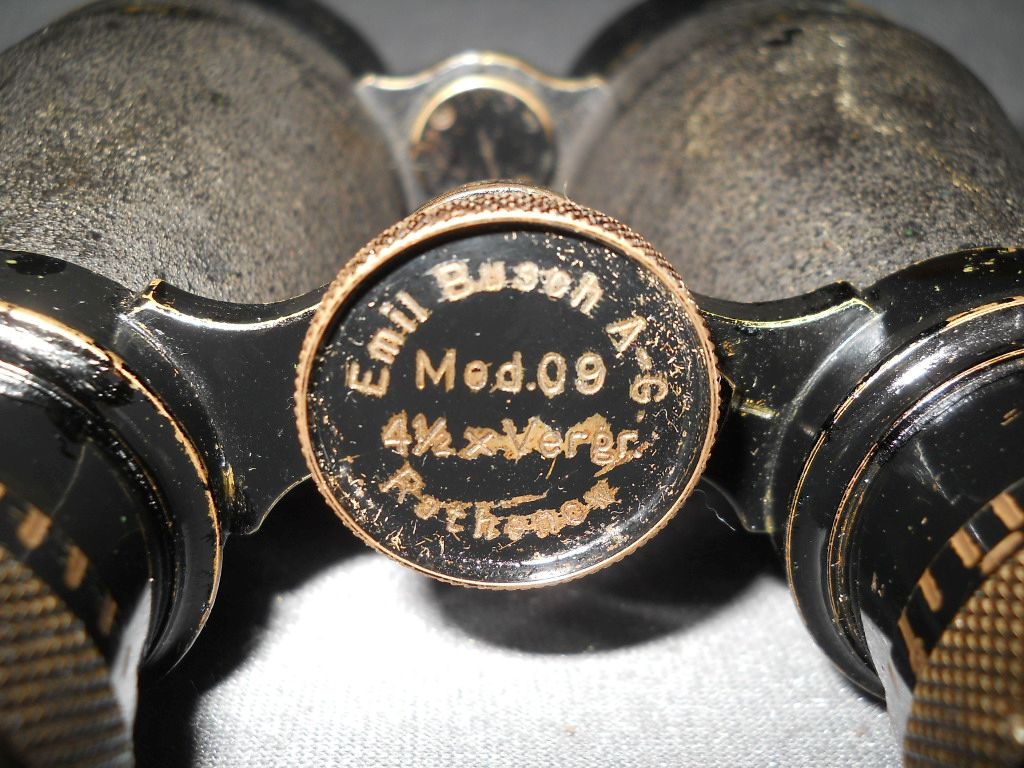 Emil Busch A-G.
Mod.09
4½ x Vergr.
Rathenow